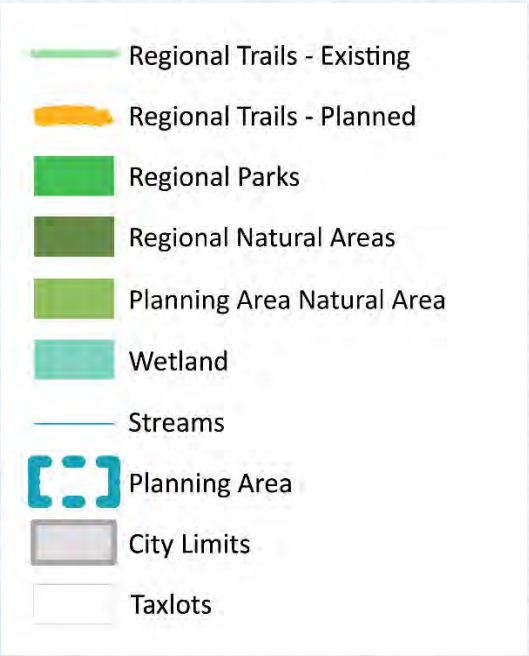 Regional Trails - Existing
Regional Trails - Planned
Regional Parks
Regional Natural Areas
Planning Area Natural Area
Wetland
Streams
Planning Area
City Limits
Taxlots